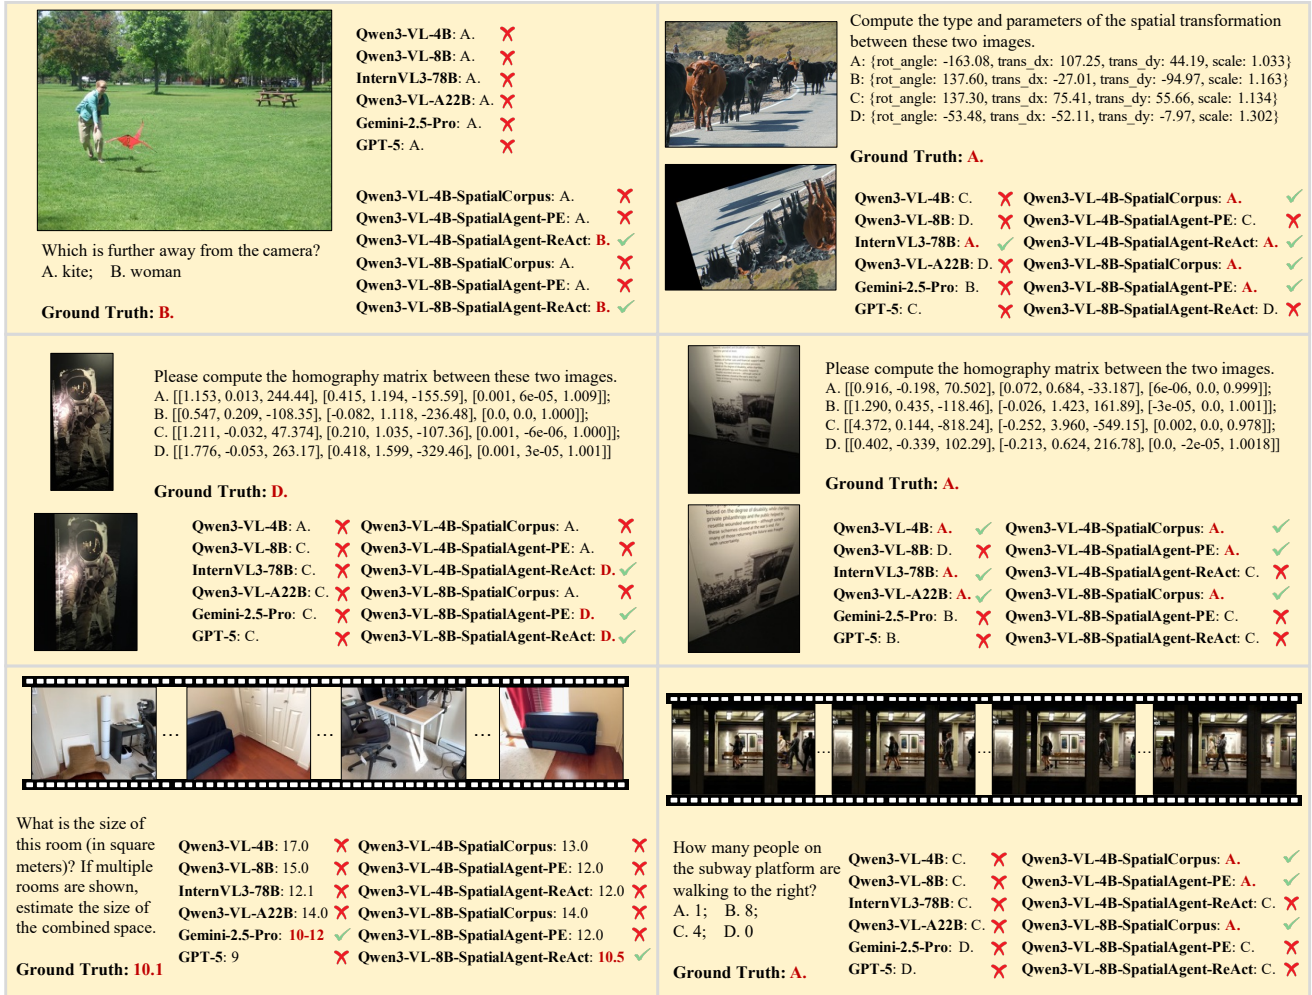 Which is further away from the camera?
A. kite; B. woman
Ground Truth: B.
Qwen3-VL-4B: A.
Qwen3-VL-8B: A.
InternVL3-78B: A.
Qwen-VL-A22B: A.
Gemini-2.5-Pro: A.
GPT-5: A.
Qwen3-VL-4B-SpatialCorpus: A.
Qwen3-VL-4B-SpatialAgent-PE: A.
Qwen3-VL-4B-SpatialAgent-ReAct: B.
Qwen3-VL-8B-SpatialCorpus: A.
Qwen3-VL-8B-SpatialAgent-PE: A.
Qwen3-VL-8B-SpatialAgent-ReAct: B.
Compute the type and parameters of the spatial transformation
between these two images.
A: {rot_angle: -163.08, trans_dx: 107.25, trans_dy: 44.19, scale: 1.033}
B: {rot_angle: 137.60, trans_dx: -27.01, trans_dy: -94.97, scale: 1.163}
C: {rot_angle: 137.30, trans_dx: 75.41, trans_dy: 55.66, scale: 1.134}
D: {rot_angle: -53.48, trans_dx: -52.11, trans_dy: -7.97, scale: 1.302}
Ground Truth: A.
Qwen3-VL-4B: C.
Qwen3-VL-8B: D.
InternVL3-78B: A.
Qwen-VL-A22B: D.
Gemini-2.5-Pro: B.
GPT-5: C.
Qwen3-VL-4B-SpatialCorpus: A.
Qwen3-VL-4B-SpatialAgent-PE: C.
Qwen3-VL-4B-SpatialAgent-ReAct: A.
Qwen3-VL-8B-SpatialCorpus: A.
Qwen3-VL-8B-SpatialAgent-PE: A.
Qwen3-VL-8B-SpatialAgent-ReAct: D.
Please compute the homography matrix between these two images.
A. [[1.153, 0.013, 244.44], [0.415, 1.194, -155.59], [0.001, 6e-05, 1.009]];
B. [[0.547, 0.209, -108.35], [-0.082, 1.118, -236.48], [0.0, 0.0, 1.000]];
C. [[1.211, -0.032, 47.374], [0.210, 1.035, -107.36], [0.001, -6e-06, 1.000]];
D. [[1.776, -0.053, 263.17], [0.418, 1.599, -329.46], [0.001, 3e-05, 1.001]]
Ground Truth: D.
Qwen3-VL-4B: A.
Qwen3-VL-8B: C.
InternVL3-78B: C.
Qwen-VL-A22B: C.
Gemini-2.5-Pro: C.
GPT-5: C.
Qwen3-VL-4B-SpatialCorpus: A.
Qwen3-VL-4B-SpatialAgent-PE: A.
Qwen3-VL-4B-SpatialAgent-ReAct: D.
Qwen3-VL-8B-SpatialCorpus: A.
Qwen3-VL-8B-SpatialAgent-PE: D.
Qwen3-VL-8B-SpatialAgent-ReAct: D.
Please compute the homography matrix between the two images.
A. [[0.916, -0.198, 70.502], [0.072, 0.684, -33.187], [6e-06, 0.0, 0.999]];
B. [[1.290, 0.435, -118.46], [-0.026, 1.423, 161.89], [-3e-05, 0.0, 1.001]];
C. [[4.372, 0.144, -818.24], [-0.252, 3.960, -549.15], [0.002, 0.0, 0.978]];
D. [[0.402, -0.339, 102.29], [-0.213, 0.624, 216.78], [0.0, -2e-05, 1.0018]]
Ground Truth: A.
based on the degree of disability, while charities,
private philanthropy and the public helped to
Qwen3-VL-4B: A.
Qwen3-VL-8B: D.
InternVL3-78B: A.
Qwen-VL-A22B: A.
Gemini-2.5-Pro: B.
GPT-5: B.
Qwen3-VL-4B-SpatialCorpus: A.
Qwen3-VL-4B-SpatialAgent-PE: A.
Qwen3-VL-4B-SpatialAgent-ReAct: C.
Qwen3-VL-8B-SpatialCorpus: A.
Qwen3-VL-8B-SpatialAgent-PE: C.
Qwen3-VL-8B-SpatialAgent-ReAct: C.
What is the size of
this room (in square
meters)? If multiple
rooms are shown,
estimate the size of
the combined space.
Ground Truth: 10.1
Qwen3-VL-4B: 17.0
Qwen3-VL-8B: 15.0
InternVL3-78B: 12.1
Qwen-VL-A22B: 14.0
Gemini-2.5-Pro: 10-12
GPT-5: 9
Qwen3-VL-4B-SpatialCorpus: 13.0
Qwen3-VL-4B-SpatialAgent-PE: 12.0
Qwen3-VL-4B-SpatialAgent-ReAct: 12.0
Qwen3-VL-8B-SpatialCorpus: 14.0
Qwen3-VL-8B-SpatialAgent-PE: 12.0
Qwen3-VL-8B-SpatialAgent-ReAct: 10.5
How many people on
the subway platform are
walking to the right?
A. 1; B. 8;
C. 4; D. 0
Ground Truth: A.
Qwen3-VL-4B: C.
Qwen3-VL-8B: C.
InternVL3-78B: C.
Qwen-VL-A22B: C.
Gemini-2.5-Pro: D.
GPT-5: D.
Qwen3-VL-4B-SpatialCorpus: A.
Qwen3-VL-4B-SpatialAgent-PE: A.
Qwen3-VL-4B-SpatialAgent-ReAct: C.
Qwen3-VL-8B-SpatialCorpus: A.
Qwen3-VL-8B-SpatialAgent-PE: C.
Qwen3-VL-8B-SpatialAgent-ReAct: C.